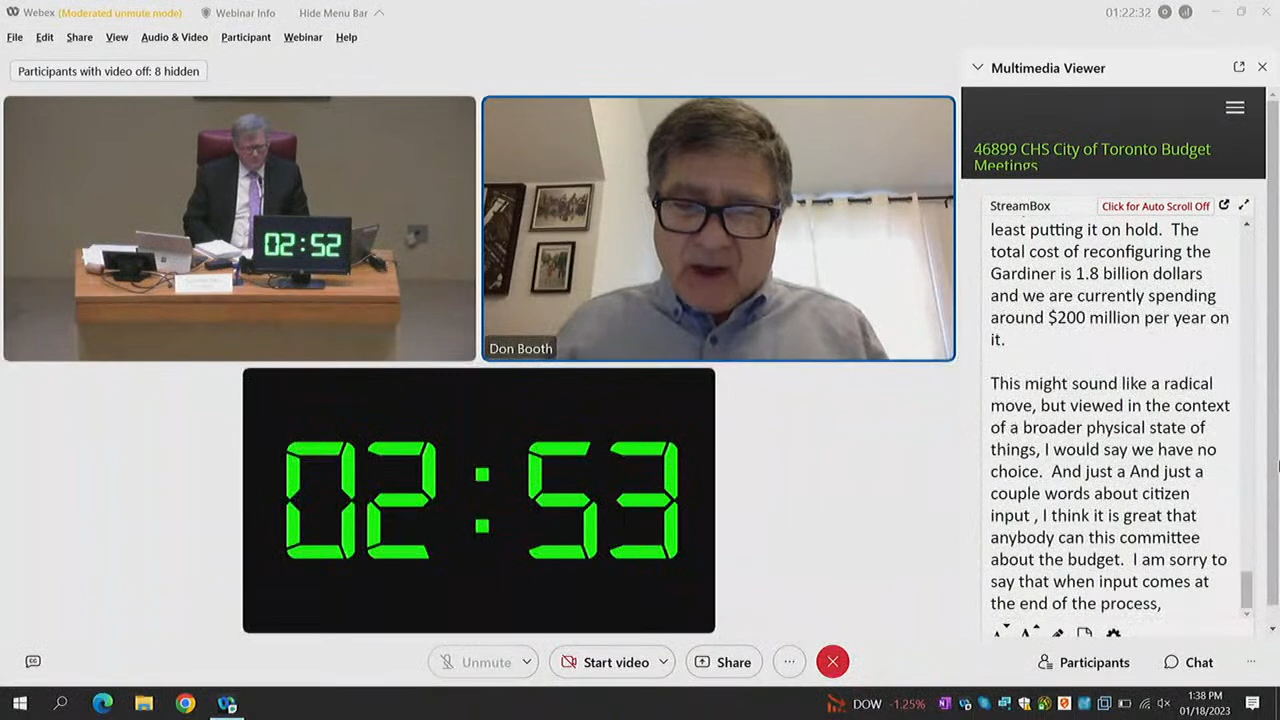 Webex (Moderated unmute mode) Webinar Info Hide Menu Bar 01:22:32
File Edit Share View Audio & Video Participant Webinar Help
Participants with video off: 8 hidden
Multimedia Viewer
46899 CHS City of Toronto Budget
Meetings
StreamBox Click for Auto Scroll Off
least putting it on hold. The
total cost of reconfiguring the
Gardiner is 1.8 billion dollars
and we are currently spending
around $200 million per year on
it.
This might sound like a radical
move, but viewed in the context
of a broader physical state of
things, I would say we have no
choice. And just a And just a
couple words about citizen
input , I think it is great that
anybody can this committee
about the budget. I am sorry to
say that when input comes at
the end of the process,
02:52
Don Booth
02:53
Unmute Start video Share
Participants Chat
DOW -1.25%
1:38 PM
01/18/2023